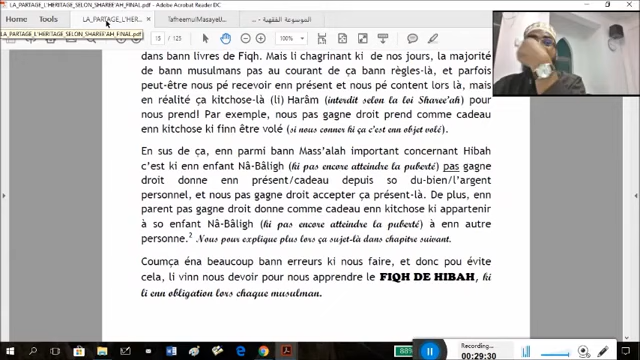 LA_PARTAGE_L'HERITAGE_SELON_SHAREE'AH_FINAL.pdf - Adobe Acrobat Reader DC
Home Tools LA_PARTAGE_L'HER... × TafreemulMasayel... الموسوعة الفقهية - ...
LA_PARTAGE_L'HERITAGE_SELON_SHAREE'AH_FINAL.pdf
15 / 125 100%
dans bann livres de Fiqh. Mais li chagrinant ki de nos jours, la majorité
de bann musulmans pas au courant de ça bann règles-là, et parfois
peut-être nous pé recevoir enn présent et nous pé content lors là, mais
en réalité ça kitchose-là (li) Harâm (interdit selon la loi Sharee'ah) pour
nous prend! Par exemple, nous pas gagne droit prend comme cadeau
enn kitchose ki finn être volé (si nous conner ki ça c'est enn objet volé).
En sus de ça, enn parmi bann Mass'alah important concernant Hibah
c'est ki enn enfant Nâ-Bâligh (ki pas encore atteindre la puberté) pas gagne
droit donne enn présent/cadeau depuis so du-bien/l'argent
personnel, et nous pas gagne droit accepter ça présent-là. De plus, enn
parent pas gagne droit donne comme cadeau enn kitchose ki appartenir
à so enfant Nâ-Bâligh (ki pas encore atteindre la puberté) à enn autre
personne.2 Nous pour explique plus lors ça sujet-là dans chapitre suivant.
Coumça éna beaucoup bann erreurs ki nous faire, et donc pou évite
cela, li vinn nous devoir pour nous apprendre le FIQH DE HIBAH, ki
li enn obligation lors chaque musulman.
88%
Recording...
00:29:30